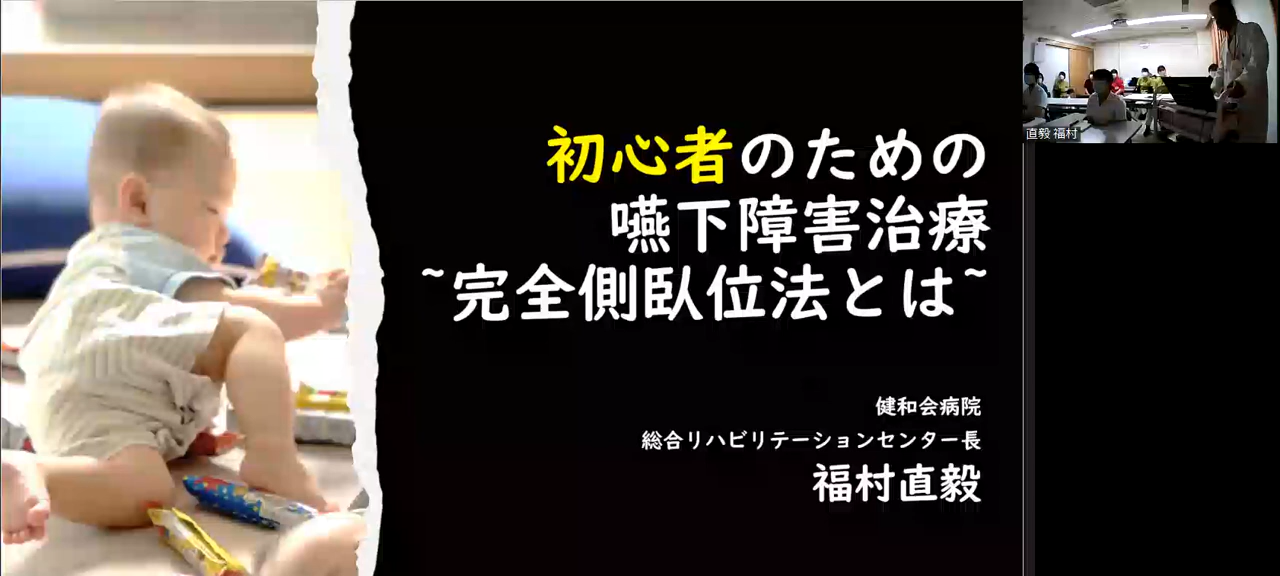 初心者のための
嚥下障害治療
~完全側臥位法とは~
健和会病院
総合リハビリテーションセンター長
福村直毅
直毅 福村